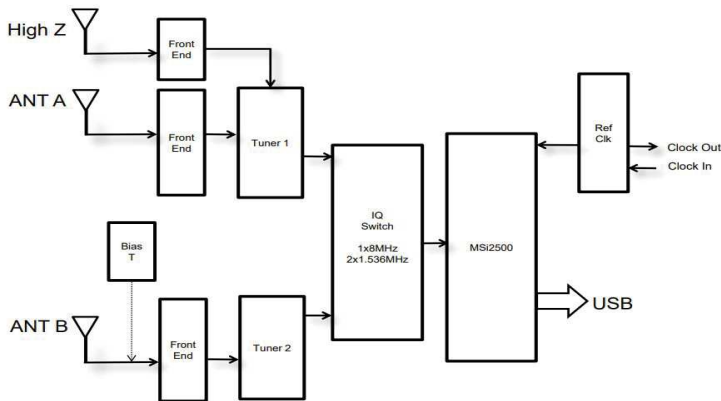 High Z
Front
End
ANT A
Front
End
Tuner 1
Ref
Clk
Clock Out
Clock In
IQ
Switch
1x8MHz
2x1.536MHz
MSi2500
Bias
T
USB
ANT B
Front
End
Tuner 2